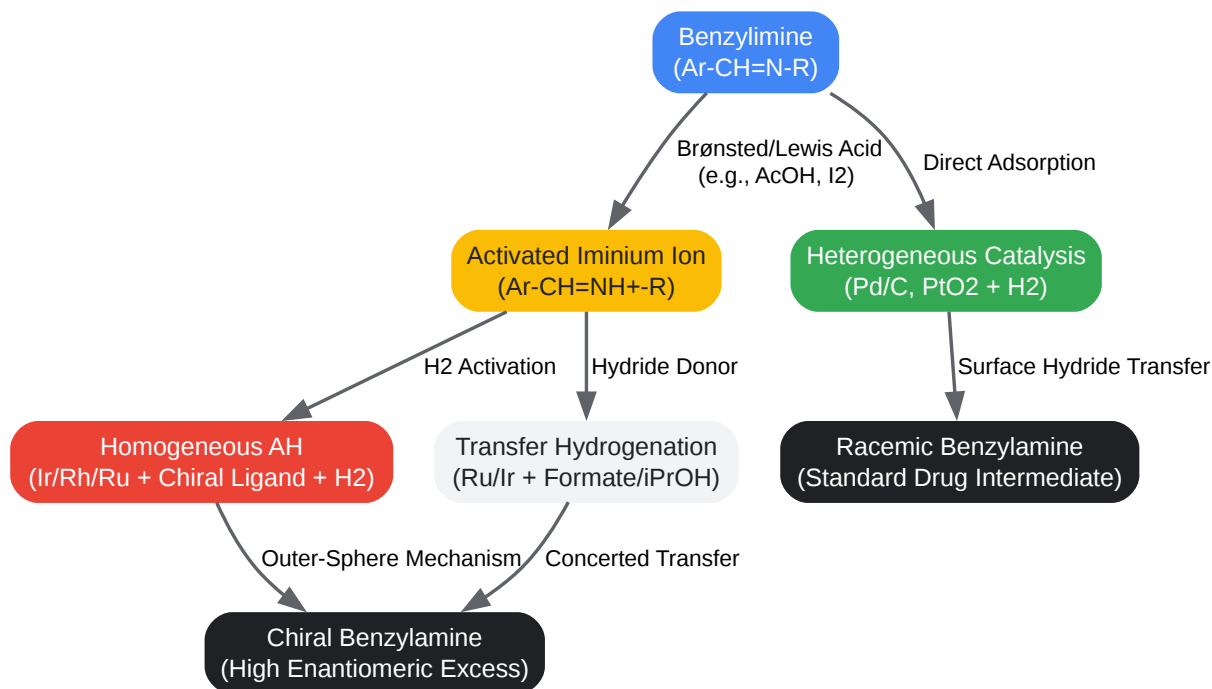 Benzylimine
(Ar-CH=N-R)
Brønsted/Lewis Acid
(e.g., AcOH, I2)
Direct Adsorption
Activated Iminium Ion
(Ar-CH=NH+-R)
Heterogeneous Catalysis
(Pd/C, PtO2 + H2)
H2 Activation
Hydride Donor
Surface Hydride Transfer
Homogeneous AH
(Ir/Rh/Ru + Chiral Ligand + H2)
Transfer Hydrogenation
(Ru/Ir + Formate/iPrOH)
Racemic Benzylamine
(Standard Drug Intermediate)
Outer-Sphere Mechanism
Concerted Transfer
Chiral Benzylamine
(High Enantiomeric Excess)